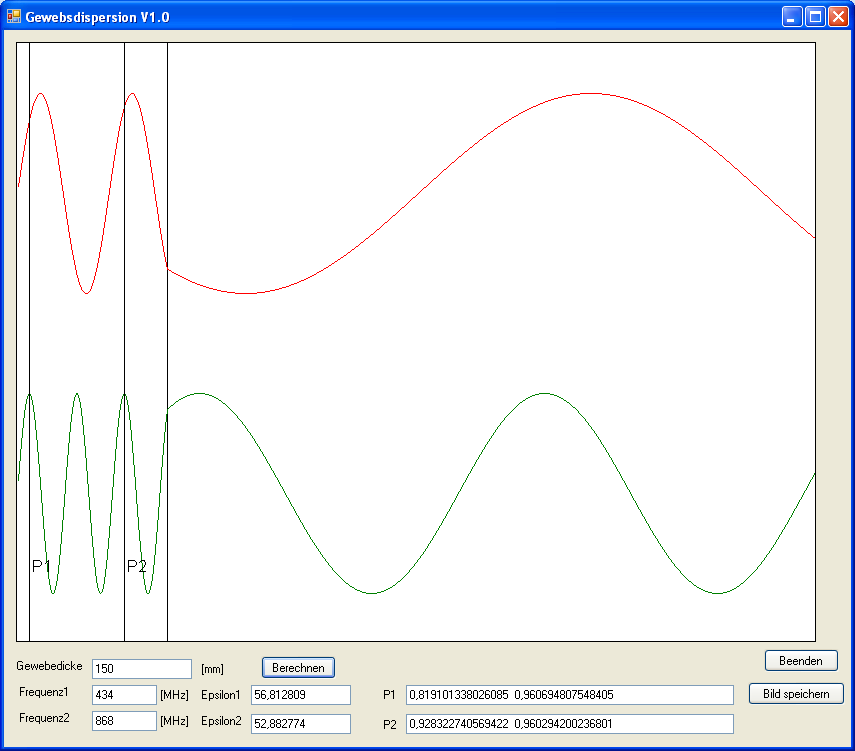 Gewebsdispersion V1.0
P1 P2
Gewebedicke 150 [mm] Berechnen Beenden
Frequenz1 434 [MHz] Epsilon1 56,812809 P1 0,819101338026085 0,960694807548405 Bild speichern
Frequenz2 868 [MHz] Epsilon2 52,882774 P2 0,928322740569422 0,960294200236801